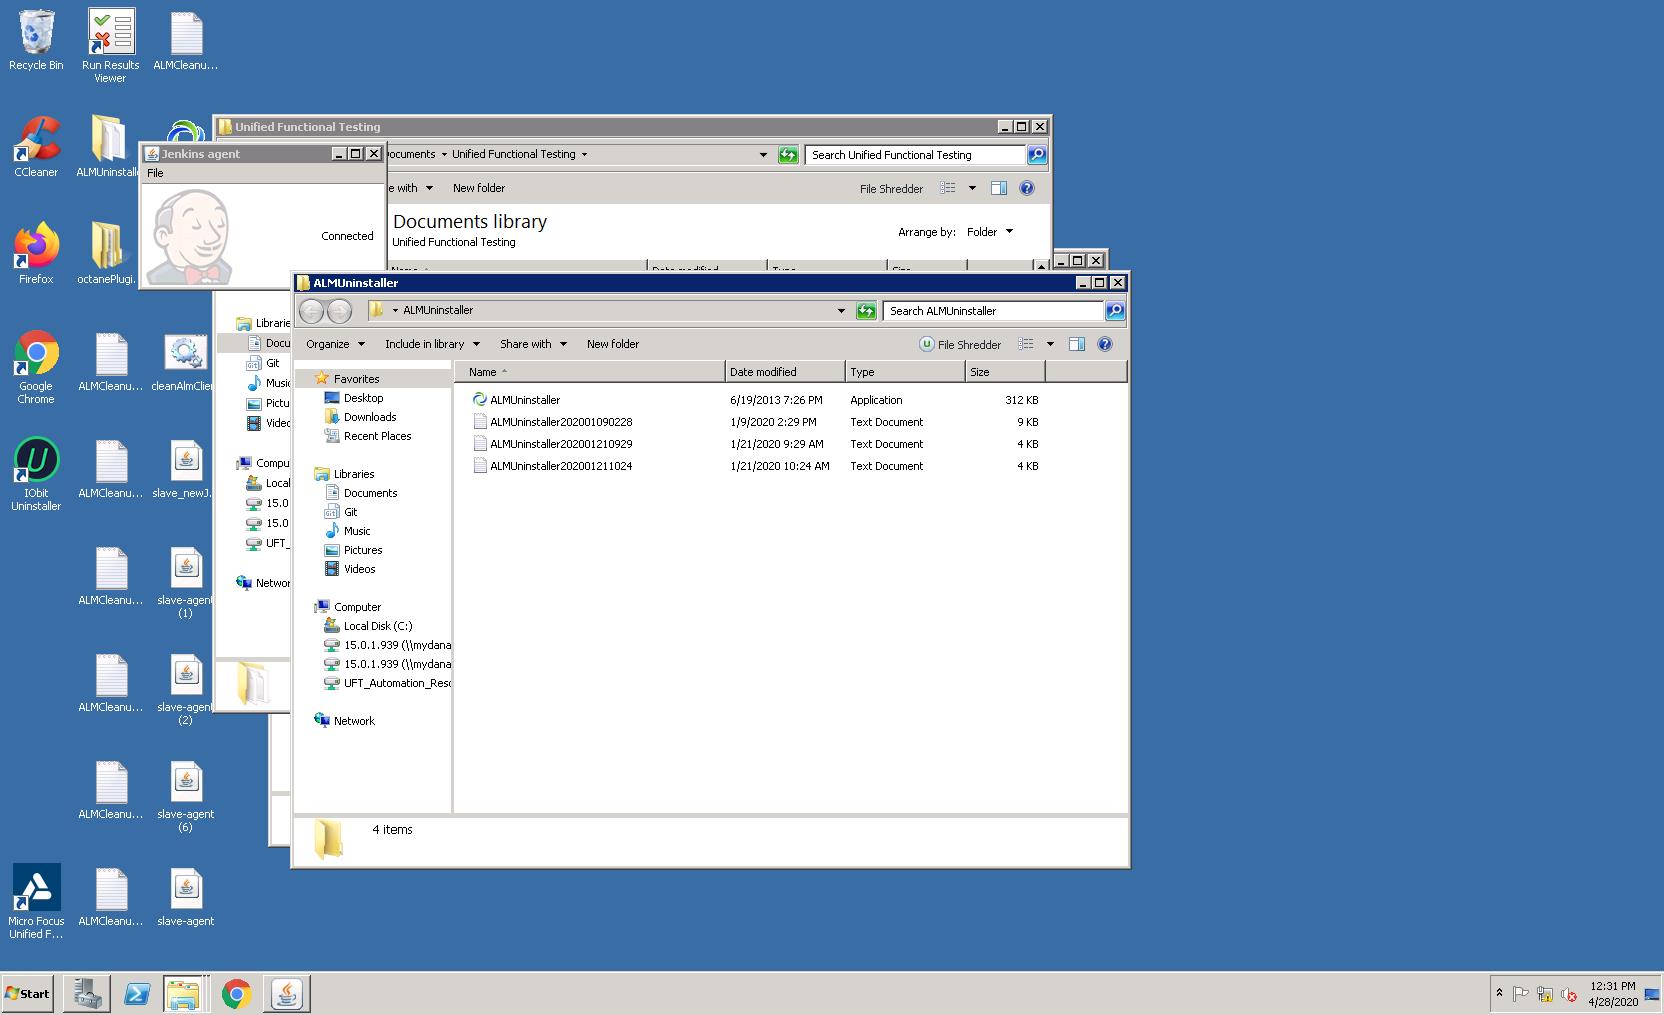 Recycle Bin
Run Results
Viewer
ALMCleanu...
CCleaner
ALMUninstalle
Firefox
octanePlugi.
Google
Chrome
ALMCleanu...
cleanAlmClien
IObit
Uninstaller
ALMCleanu...
slave_newJ.
ALMCleanu...
slave-agent
(1)
ALMCleanu...
slave-agent
(2)
ALMCleanu...
slave-agent
(6)
Micro Focus
Unified F...
ALMCleanu...
slave-agent
Unified Functional Testing
Unified Functional Testing
Search Unified Functional Testing
New folder
File Shredder
Documents library
Unified Functional Testing
Arrange by: Folder
Jenkins agent
File
Connected
Librarie
Docu
Git
Music
Pictu
Video
Compu
Local
15.0
15.0
UFT_
Networ
ALMUninstaller
ALMUninstaller
Search ALMUninstaller
Organize
Include in library
Share with
New folder
File Shredder
Name
Date modified
Type
Size
ALMUninstaller 6/19/2013 7:26 PM Application 312 KB
ALMUninstaller202001090228 1/9/2020 2:29 PM Text Document 9 KB
ALMUninstaller202001210929 1/21/2020 9:29 AM Text Document 4 KB
ALMUninstaller202001211024 1/21/2020 10:24 AM Text Document 4 KB
Favorites
Desktop
Downloads
Recent Places
Libraries
Documents
Git
Music
Pictures
Videos
Computer
Local Disk (C:)
15.0.1.939 (\\mydana
15.0.1.939 (\\mydana
UFT_Automation_Reso
Network
4 items
Start
12:31 PM
4/28/2020